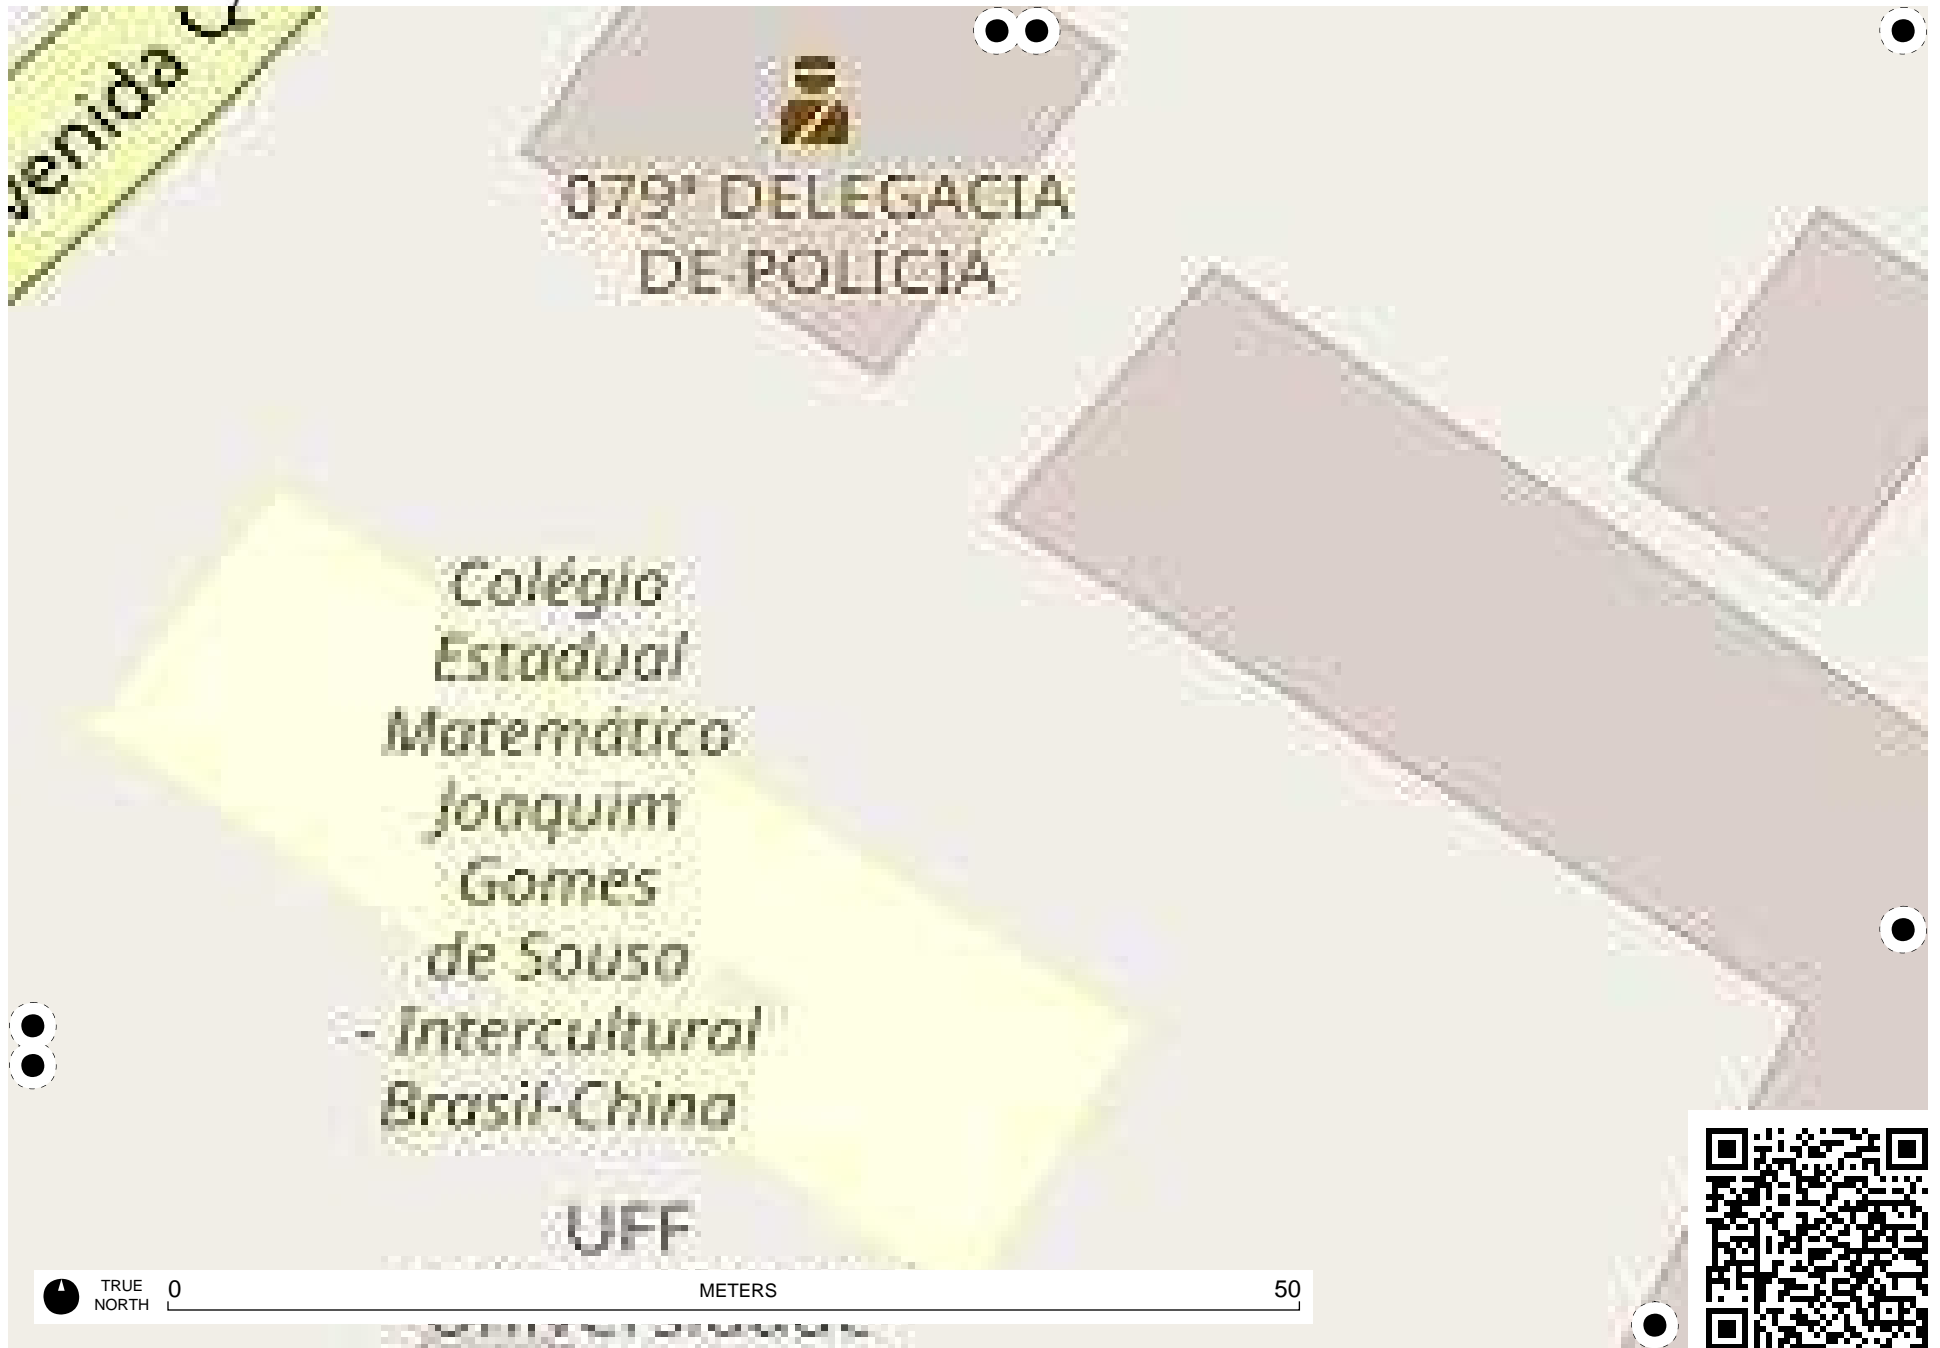 venida
079ª DELEGACIA
DE POLÍCIA
Colégio
Estadual
Matemático
Joaquim
Gomes
de Sousa
- Intercultural
Brasil-China
UFF
TRUE
NORTH
0 METERS 50